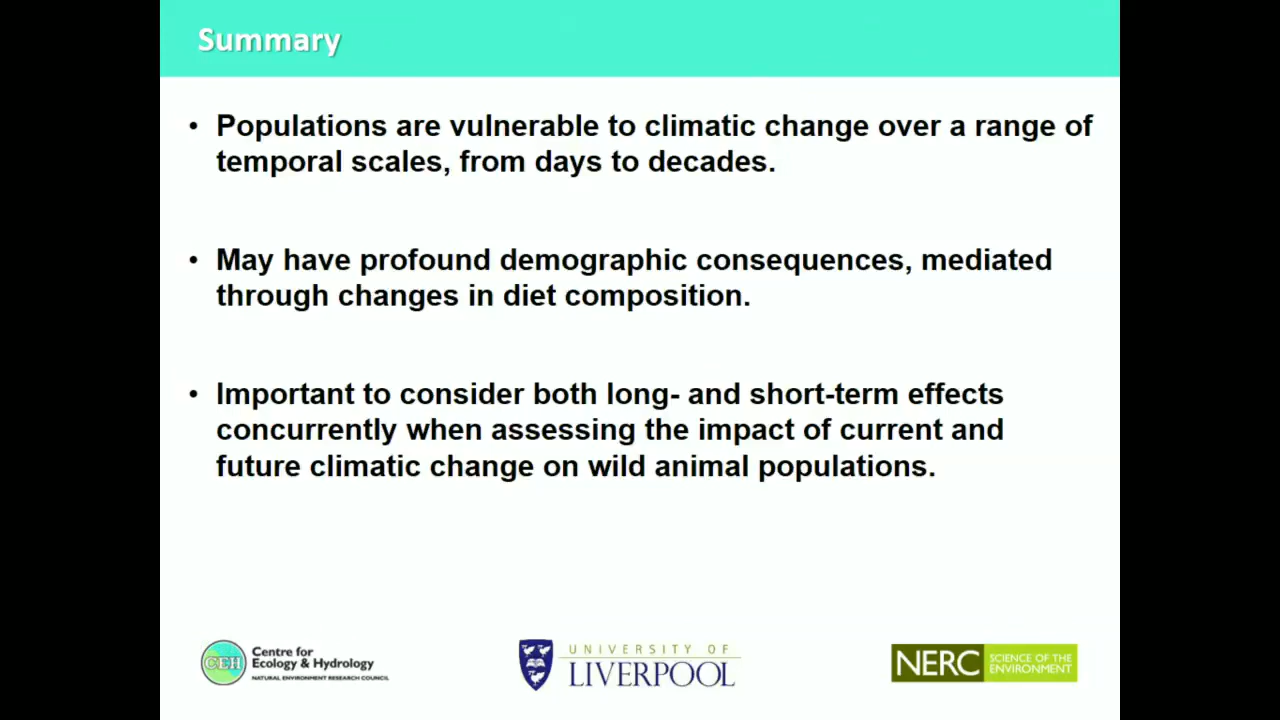 Summary
• Populations are vulnerable to climatic change over a range of
temporal scales, from days to decades.
• May have profound demographic consequences, mediated
through changes in diet composition.
• Important to consider both long- and short-term effects
concurrently when assessing the impact of current and
future climatic change on wild animal populations.
CEH
Centre for
Ecology & Hydrology
NATURAL ENVIRONMENT RESEARCH COUNCIL
UNIVERSITY OF
LIVERPOOL
NERC
SCIENCE OF THE
ENVIRONMENT